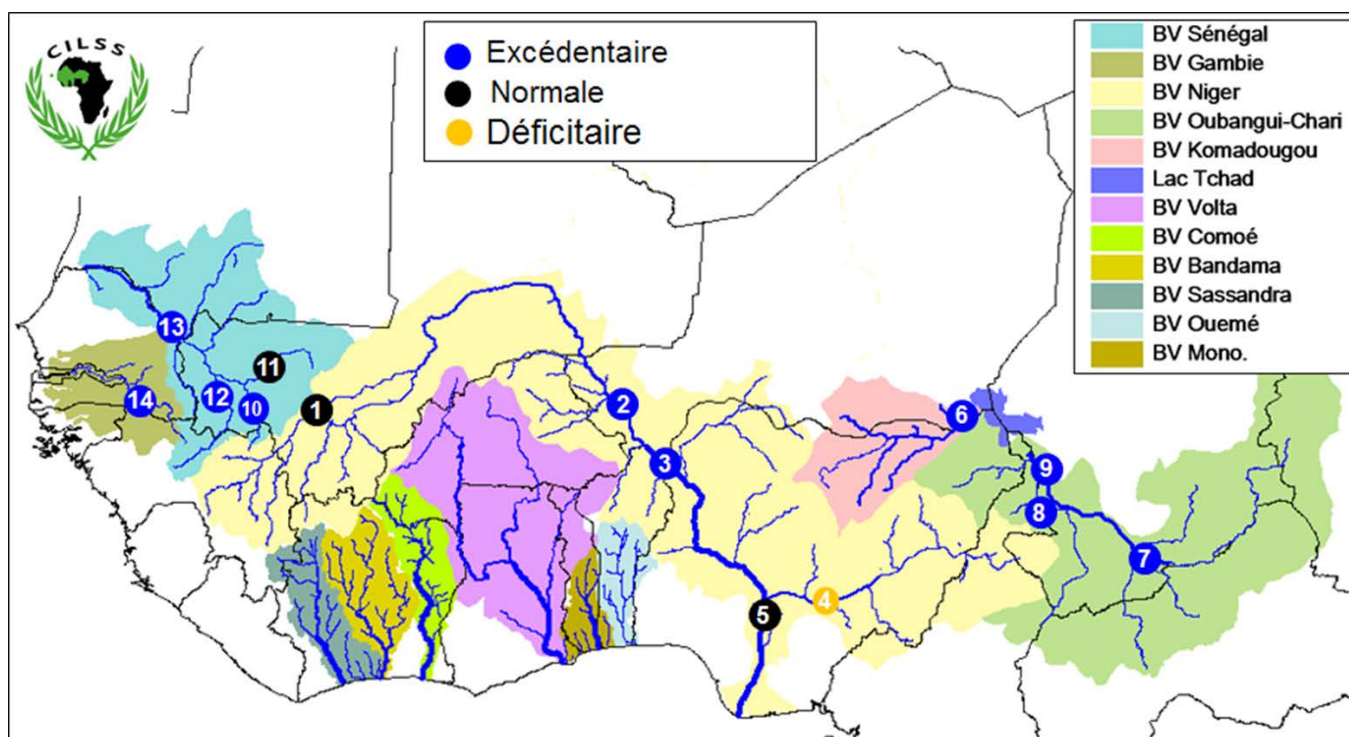 CILSS
Excédentaire
Normale
Déficitaire
BV Sénégal
BV Gambie
BV Niger
BV Oubangui-Chari
BV Komadougou
Lac Tchad
BV Volta
BV Comoé
BV Bandama
BV Sassandra
BV Ouemé
BV Mono.
13
11
12
14
10
1
2
6
3
9
8
7
4
5